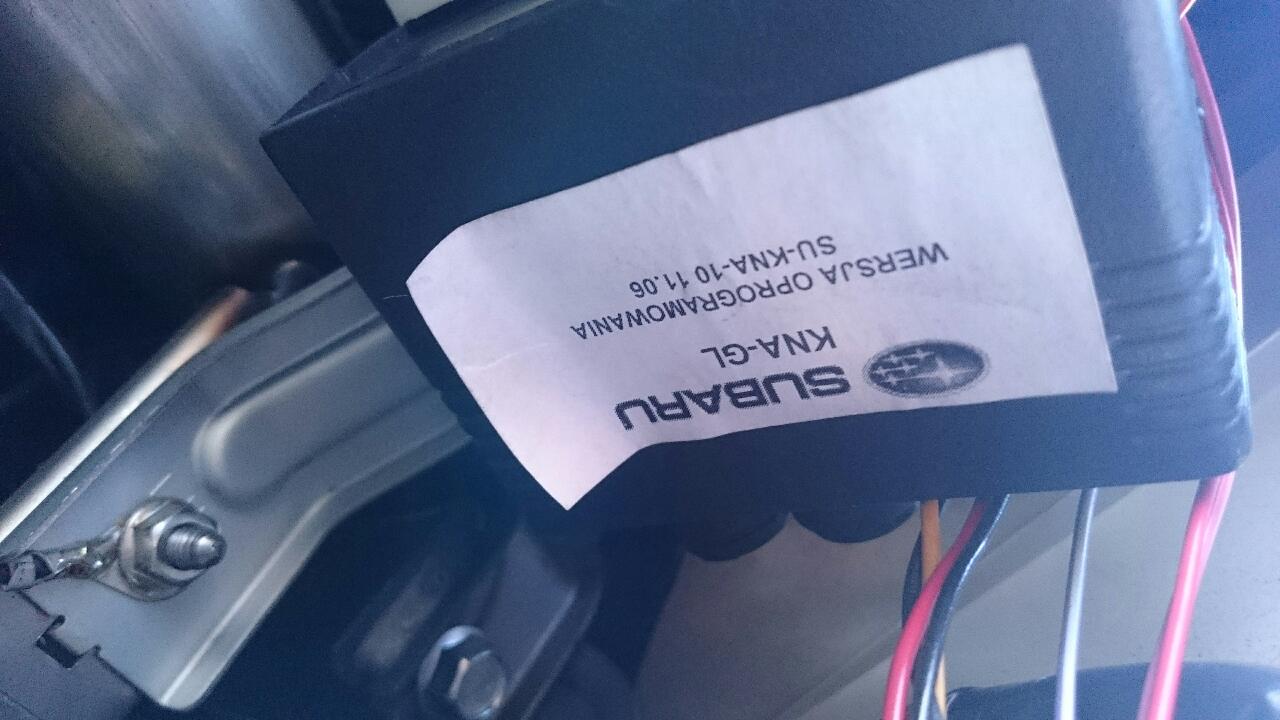 SUBARU
KNA-GL
WERSJA OPROGRAMOWANIA
SU-KNA-10 11.06